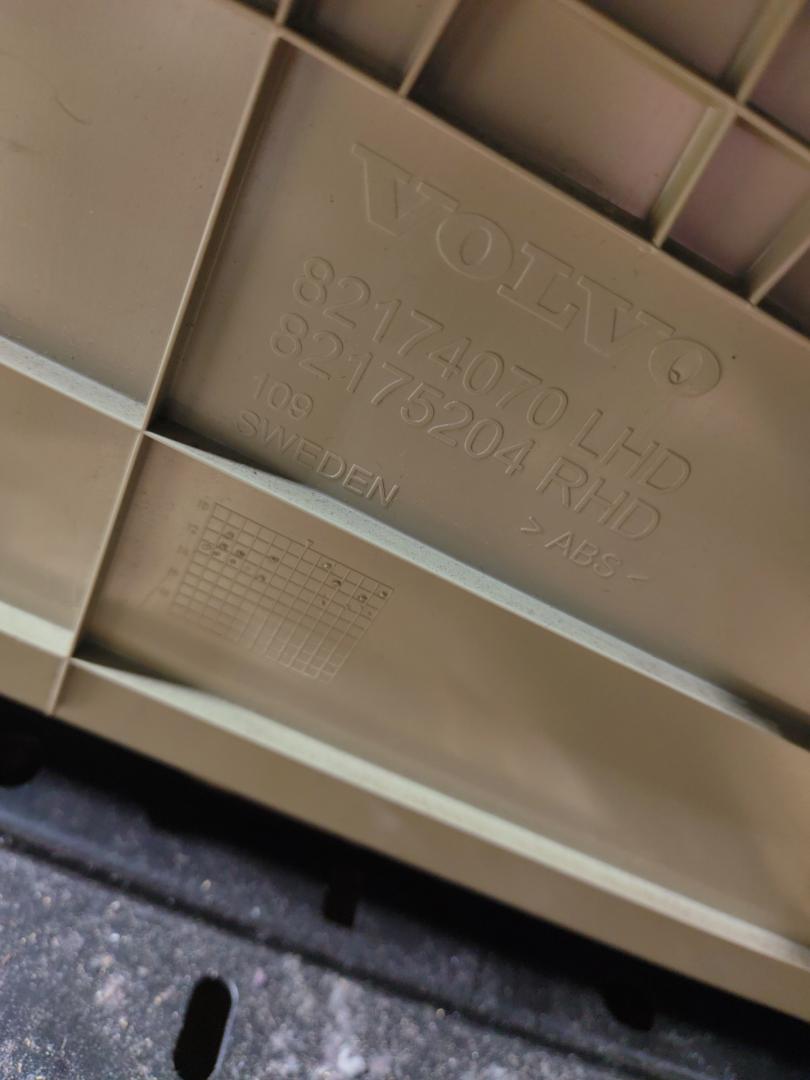 VOLVO
82174070 LHD
82175204 RHD
109
SWEDEN
>ABS<